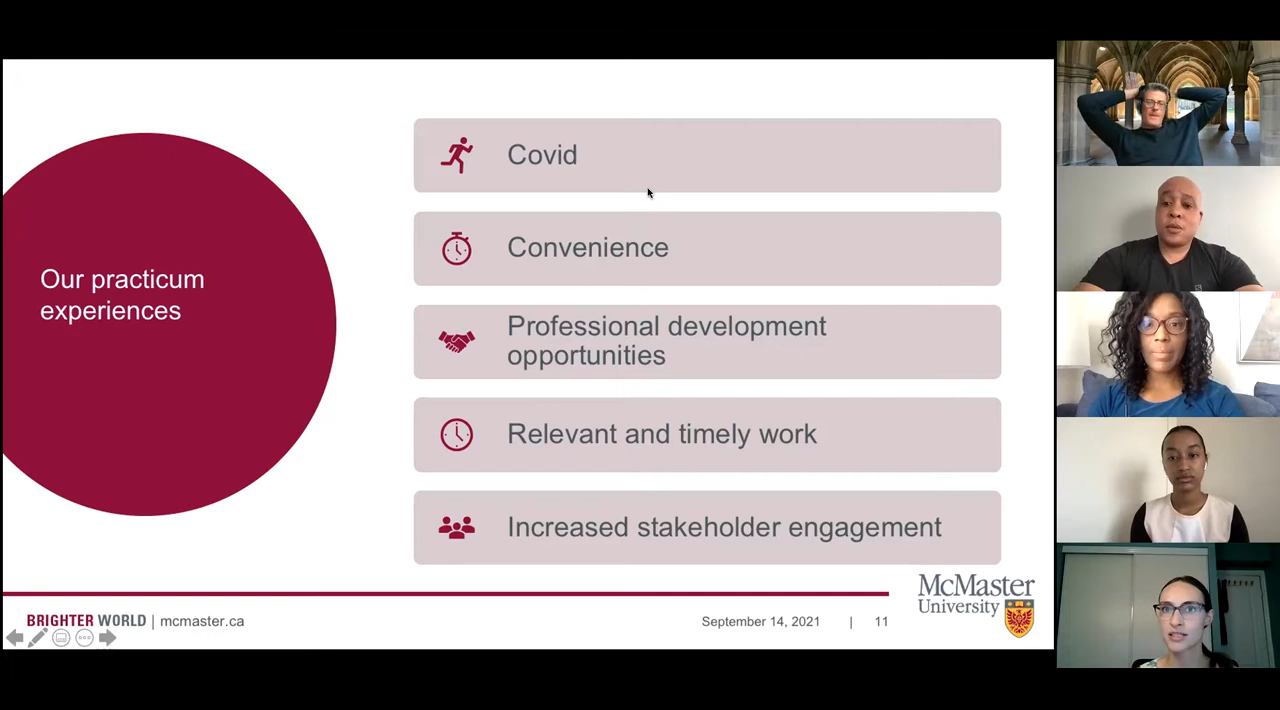 Our practicum
experiences
Covid
Convenience
Professional development
opportunities
Relevant and timely work
Increased stakeholder engagement
BRIGHTER WORLD | mcmaster.ca
September 14, 2021 | 11
McMaster
University